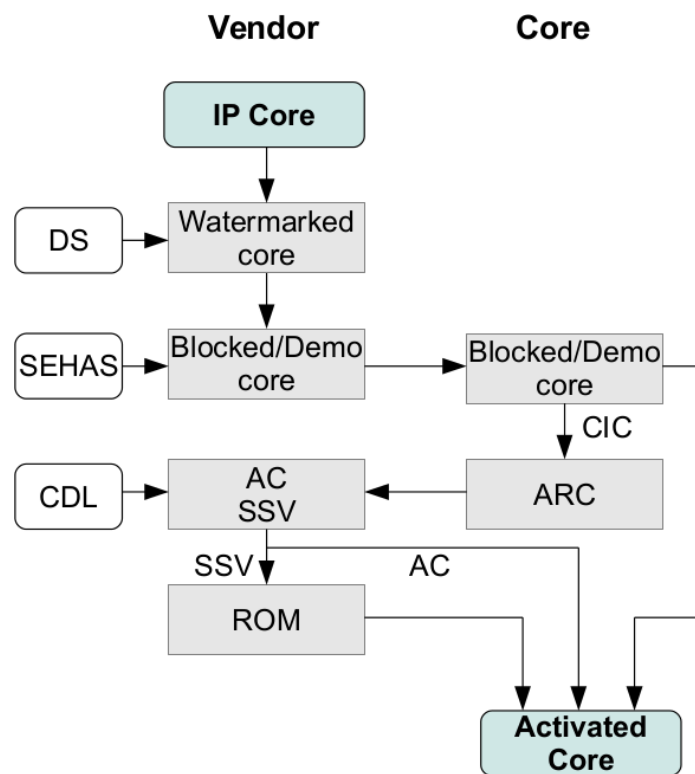 Vendor
Core
IP Core
DS
Watermarked
core
SEHAS
Blocked/Demo
core
Blocked/Demo
core
CIC
CDL
AC
SSV
ARC
SSV
AC
ROM
Activated
Core